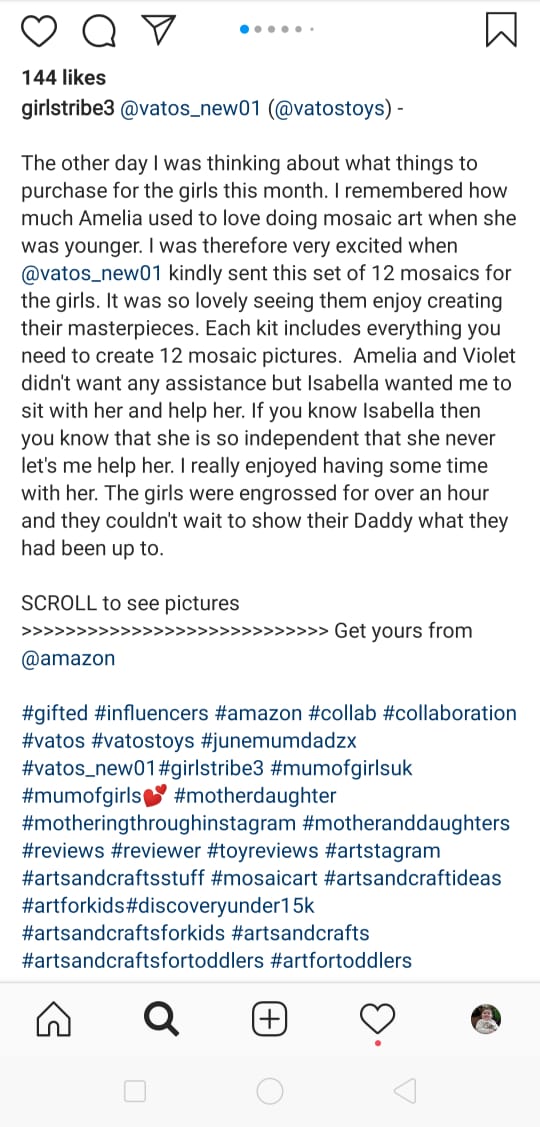 144 likes
girlstribe3 @vatos_new01 (@vatostoys) -
The other day I was thinking about what things to
purchase for the girls this month. I remembered how
much Amelia used to love doing mosaic art when she
was younger. I was therefore very excited when
@vatos_new01 kindly sent this set of 12 mosaics for
the girls. It was so lovely seeing them enjoy creating
their masterpieces. Each kit includes everything you
need to create 12 mosaic pictures.  Amelia and Violet
didn't want any assistance but Isabella wanted me to
sit with her and help her. If you know Isabella then
you know that she is so independent that she never
let's me help her. I really enjoyed having some time
with her. The girls were engrossed for over an hour
and they couldn't wait to show their Daddy what they
had been up to.
SCROLL to see pictures
>>>>>>>>>>>>>>>>>>>>>>>>>>>> Get yours from
@amazon
#gifted #influencers #amazon #collab #collaboration
#vatos #vatostoys #junemumdadzx
#vatos_new01#girlstribe3 #mumofgirlsuk
#mumofgirls💕 #motherdaughter
#motheringthroughinstagram #motheranddaughters
#reviews #reviewer #toyreviews #artstagram
#artsandcraftsstuff #mosaicart #artsandcraftideas
#artforkids#discoveryunder15k
#artsandcraftsforkids #artsandcrafts
#artsandcraftsfortoddlers #artfortoddlers